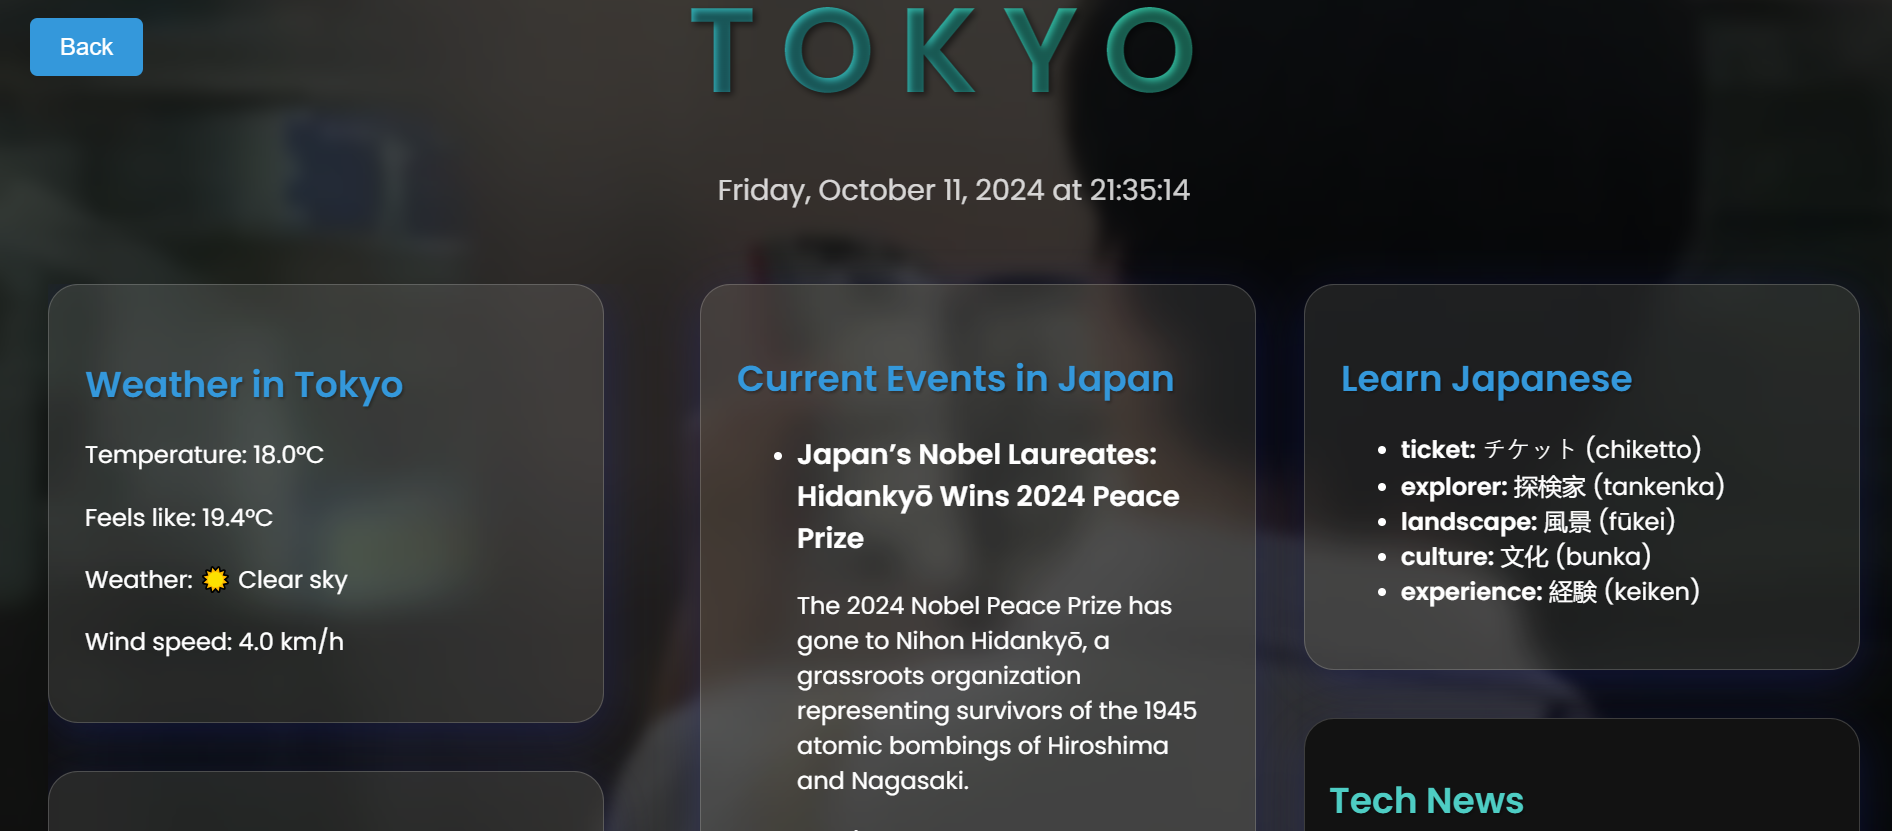 Back
TOKYO
Friday, October 11, 2024 at 21:35:14
Weather in Tokyo
Temperature: 18.0°C
Feels like: 19.4°C
Weather: ☀ Clear sky
Wind speed: 4.0 km/h
Current Events in Japan
Japan’s Nobel Laureates:
Hidankyō Wins 2024 Peace
Prize
The 2024 Nobel Peace Prize has
gone to Nihon Hidankyō, a
grassroots organization
representing survivors of the 1945
atomic bombings of Hiroshima
and Nagasaki.
Learn Japanese
ticket: チケット (chiketto)
explorer: 探検家 (tankenka)
landscape: 風景 (fūkei)
culture: 文化 (bunka)
experience: 経験 (keiken)
Tech News